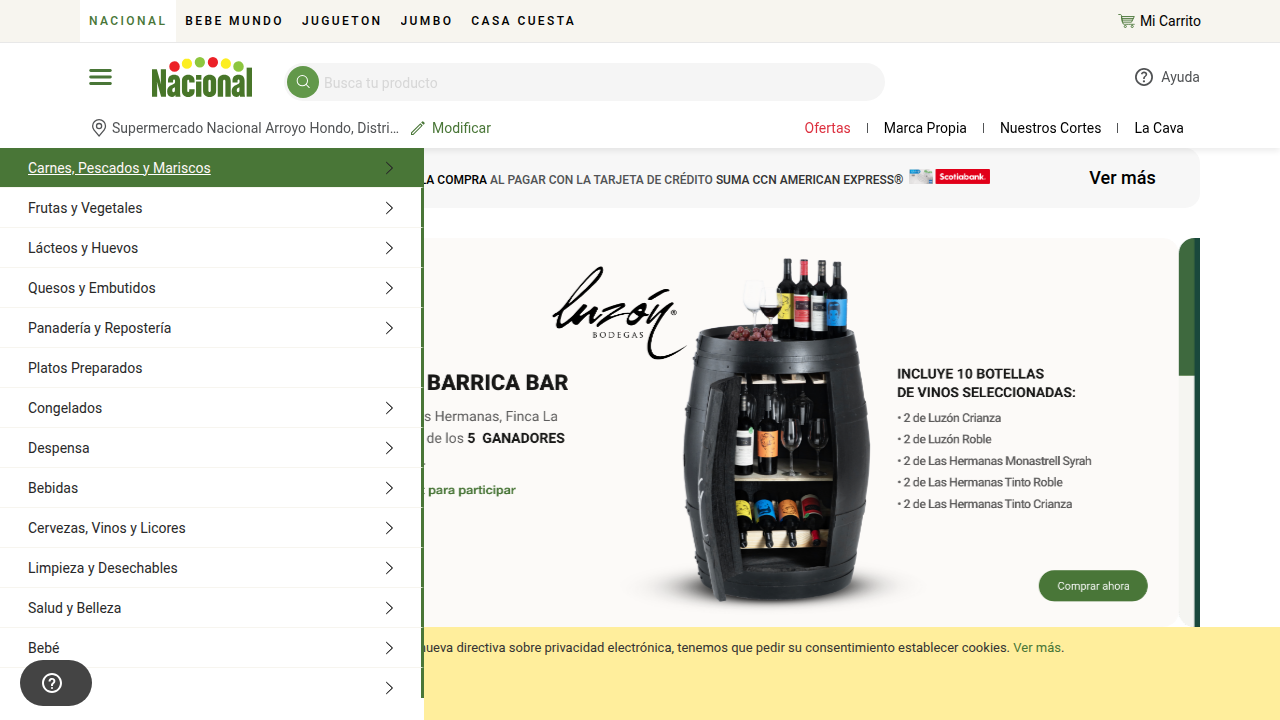 NACIONAL BEBE MUNDO JUGUETON JUMBO CASA CUESTA Mi Carrito
Nacional
Busca tu producto
Ayuda
Supermercado Nacional Arroyo Hondo, Distri... Modificar
Ofertas | Marca Propia | Nuestros Cortes | La Cava
Carnes, Pescados y Mariscos
Frutas y Vegetales
Lácteos y Huevos
Quesos y Embutidos
Panadería y Repostería
Platos Preparados
Congelados
Despensa
Bebidas
Cervezas, Vinos y Licores
Limpieza y Desechables
Salud y Belleza
Bebé
LA COMPRA AL PAGAR CON LA TARJETA DE CRÉDITO SUMA CCN AMERICAN EXPRESS® Scotiabank. Ver más
luzón®
BODEGAS
BARRICA BAR
s Hermanas, Finca La
de los 5 GANADORES
para participar
INCLUYE 10 BOTELLAS
DE VINOS SELECCIONADAS:
• 2 de Luzón Crianza
• 2 de Luzón Roble
• 2 de Las Hermanas Monastrell Syrah
• 2 de Las Hermanas Tinto Roble
• 2 de Las Hermanas Tinto Crianza
Comprar ahora
nueva directiva sobre privacidad electrónica, tenemos que pedir su consentimiento establecer cookies. Ver más.